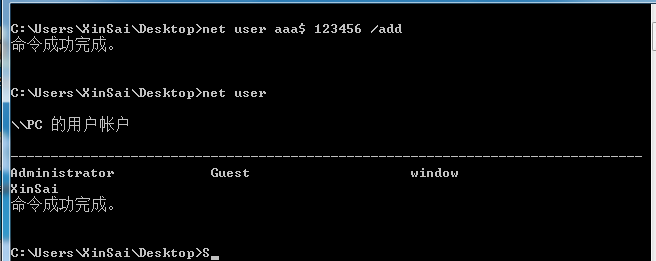 C:\Users\XinSai\Desktop>net user aaa$ 123456 /add
命令成功完成。
C:\Users\XinSai\Desktop>net user
\\PC 的用户帐户
-------------------------------------------------------------------------------
Administrator            Guest                    window
XinSai
命令成功完成。
C:\Users\XinSai\Desktop>S_